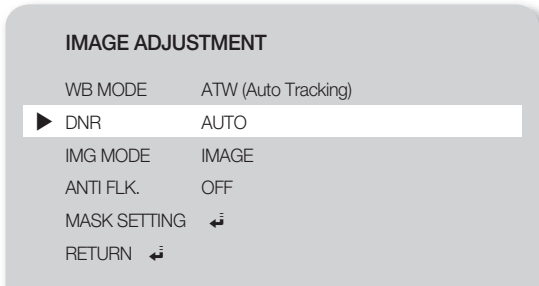 IMAGE ADJUSTMENT
WB MODE ATW (Auto Tracking)
DNR AUTO
IMG MODE IMAGE
ANTI FLK. OFF
MASK SETTING
RETURN